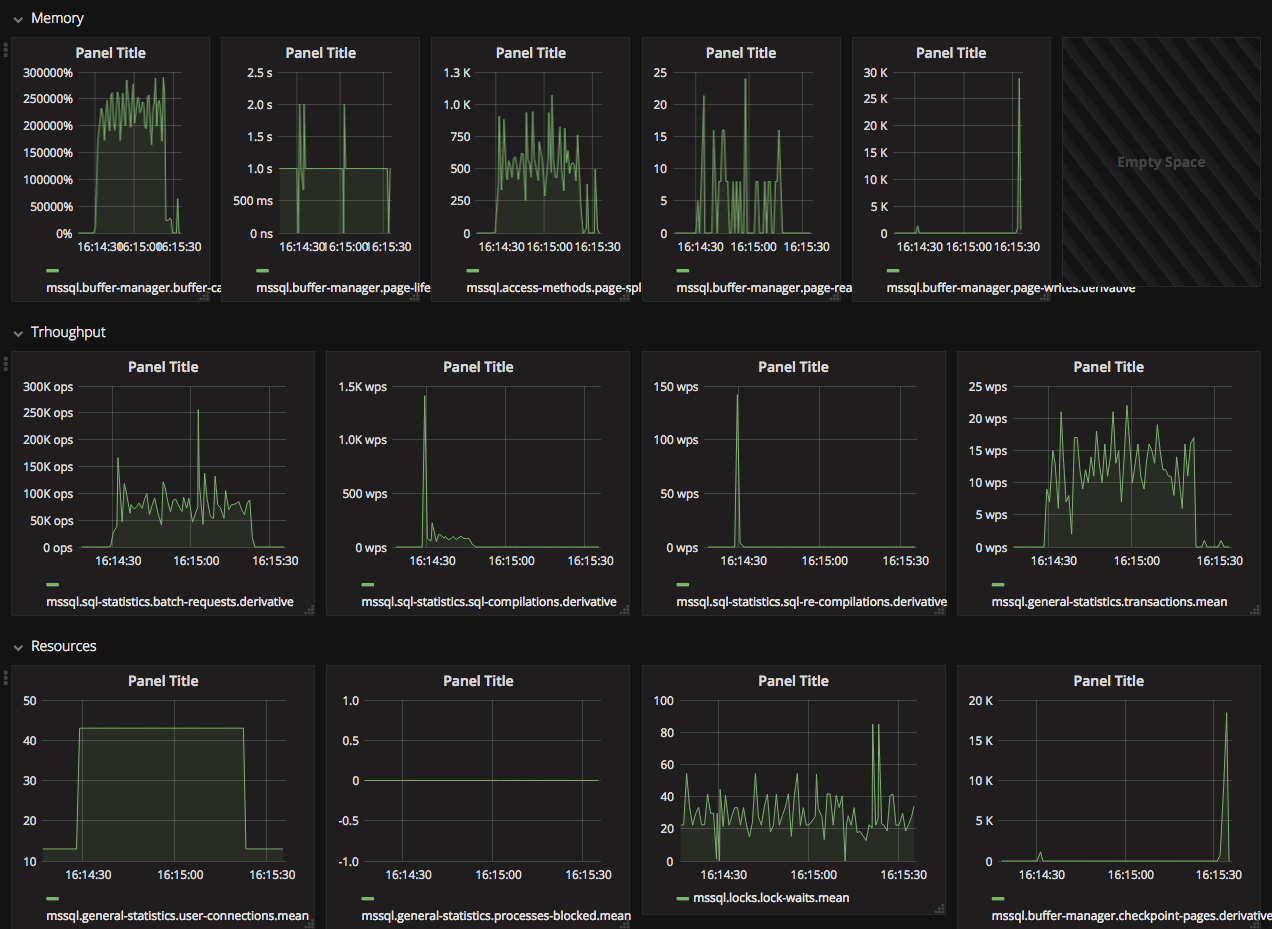 Memory
Panel Title
300000%
250000%
200000%
150000%
100000%
50000%
0%
16:14:30 16:15:00 16:15:30
mssql.buffer-manager.buffer-ca
Panel Title
2.5 s
2.0 s
1.5 s
1.0 s
500 ms
0 ns
16:14:30 16:15:00 16:15:30
mssql.buffer-manager.page-life
Panel Title
1.3 K
1.0 K
750
500
250
0
16:14:30 16:15:00 16:15:30
mssql.access-methods.page-spl
Panel Title
25
20
15
10
5
0
16:14:30 16:15:00 16:15:30
mssql.buffer-manager.page-rea
Panel Title
30 K
25 K
20 K
15 K
10 K
5 K
0
16:14:30 16:15:00 16:15:30
mssql.buffer-manager.page-writes.derivative
Empty Space
Trhoughput
Panel Title
300K ops
250K ops
200K ops
150K ops
100K ops
50K ops
0 ops
16:14:30 16:15:00 16:15:30
mssql.sql-statistics.batch-requests.derivative
Panel Title
1.5K wps
1.0K wps
500 wps
0 wps
16:14:30 16:15:00 16:15:30
mssql.sql-statistics.sql-compilations.derivative
Panel Title
150 wps
100 wps
50 wps
0 wps
16:14:30 16:15:00 16:15:30
mssql.sql-statistics.sql-re-compilations.derivative
Panel Title
25 wps
20 wps
15 wps
10 wps
5 wps
0 wps
16:14:30 16:15:00 16:15:30
mssql.general-statistics.transactions.mean
Resources
Panel Title
50
40
30
20
10
16:14:30 16:15:00 16:15:30
mssql.general-statistics.user-connections.mean
Panel Title
1.0
0.5
0
-0.5
-1.0
16:14:30 16:15:00 16:15:30
mssql.general-statistics.processes-blocked.mean
Panel Title
100
80
60
40
20
0
16:14:30 16:15:00 16:15:30
mssql.locks.lock-waits.mean
Panel Title
20 K
15 K
10 K
5 K
0
16:14:30 16:15:00 16:15:30
mssql.buffer-manager.checkpoint-pages.derivative